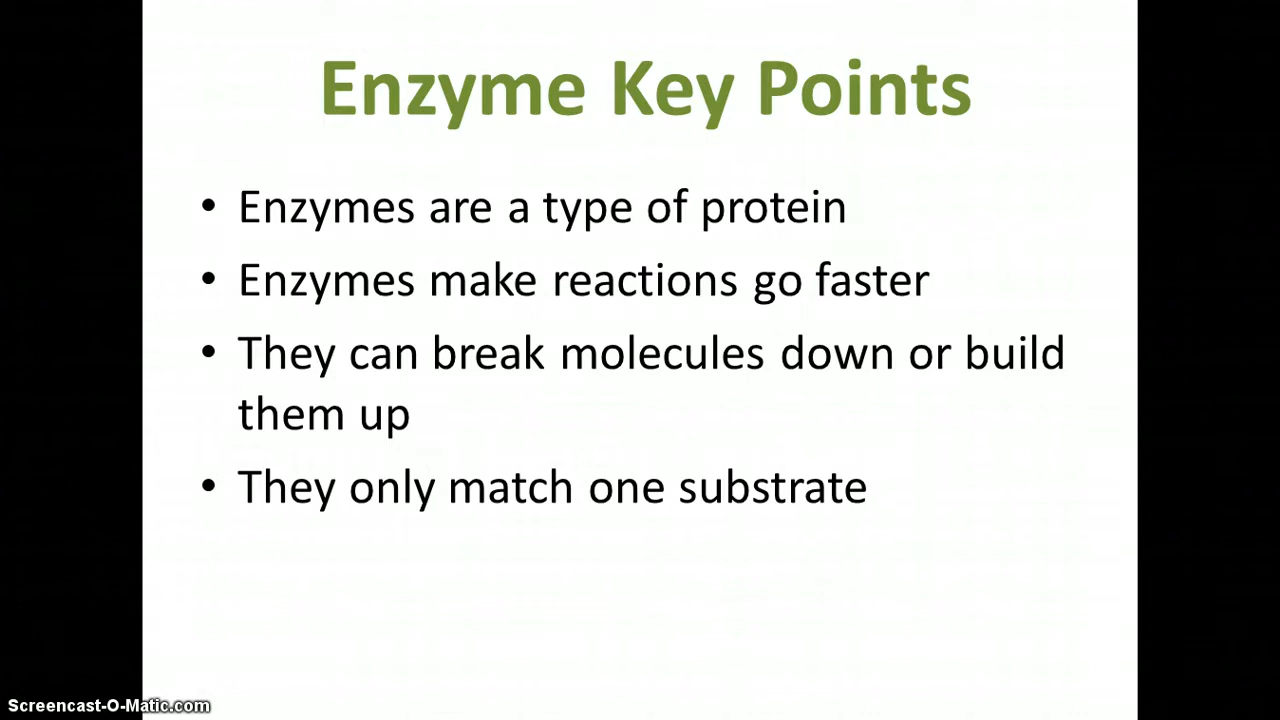 Enzyme Key Points
• Enzymes are a type of protein
• Enzymes make reactions go faster
• They can break molecules down or build
them up
• They only match one substrate
Screencast-O-Matic.com